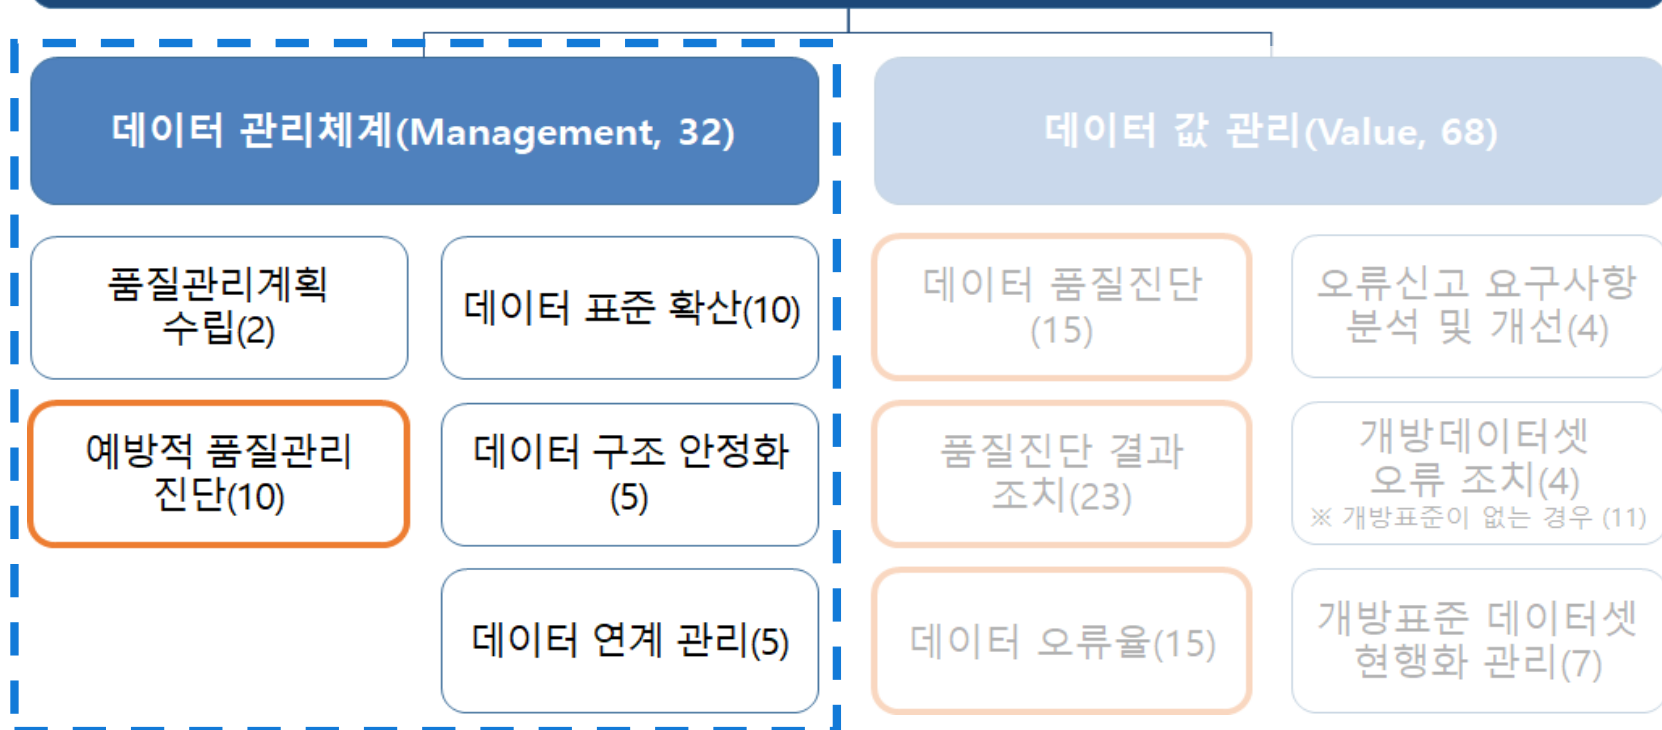 데이터 관리체계(Management, 32)
품질관리계획
수립(2)
데이터 표준 확산(10)
예방적 품질관리
진단(10)
데이터 구조 안정화
(5)
데이터 연계 관리(5)
데이터 값 관리(Value, 68)
데이터 품질진단
(15)
오류신고 요구사항
분석 및 개선(4)
품질진단 결과
조치(23)
개방데이터셋
오류 조치(4)
※ 개방표준이 없는 경우 (11)
데이터 오류율(15)
개방표준 데이터셋
현행화 관리(7)